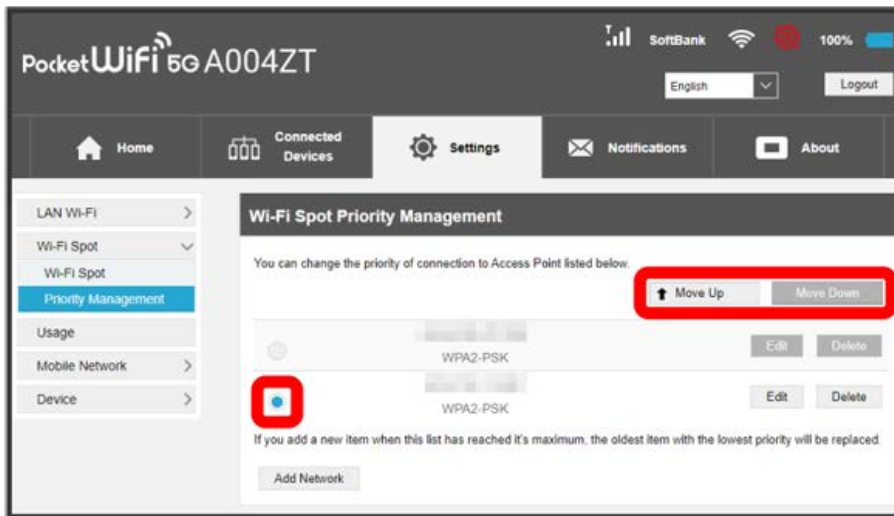 SoftBank 100%
Pocket WiFi 5G A004ZT
English Logout
Home Connected Devices Settings Notifications About
LAN Wi-Fi
Wi-Fi Spot
Wi-Fi Spot
Priority Management
Usage
Mobile Network
Device
Wi-Fi Spot Priority Management
You can change the priority of connection to Access Point listed below.
Move Up Move Down
WPA2-PSK Edit Delete
WPA2-PSK Edit Delete
If you add a new item when this list has reached it's maximum, the oldest item with the lowest priority will be replaced.
Add Network